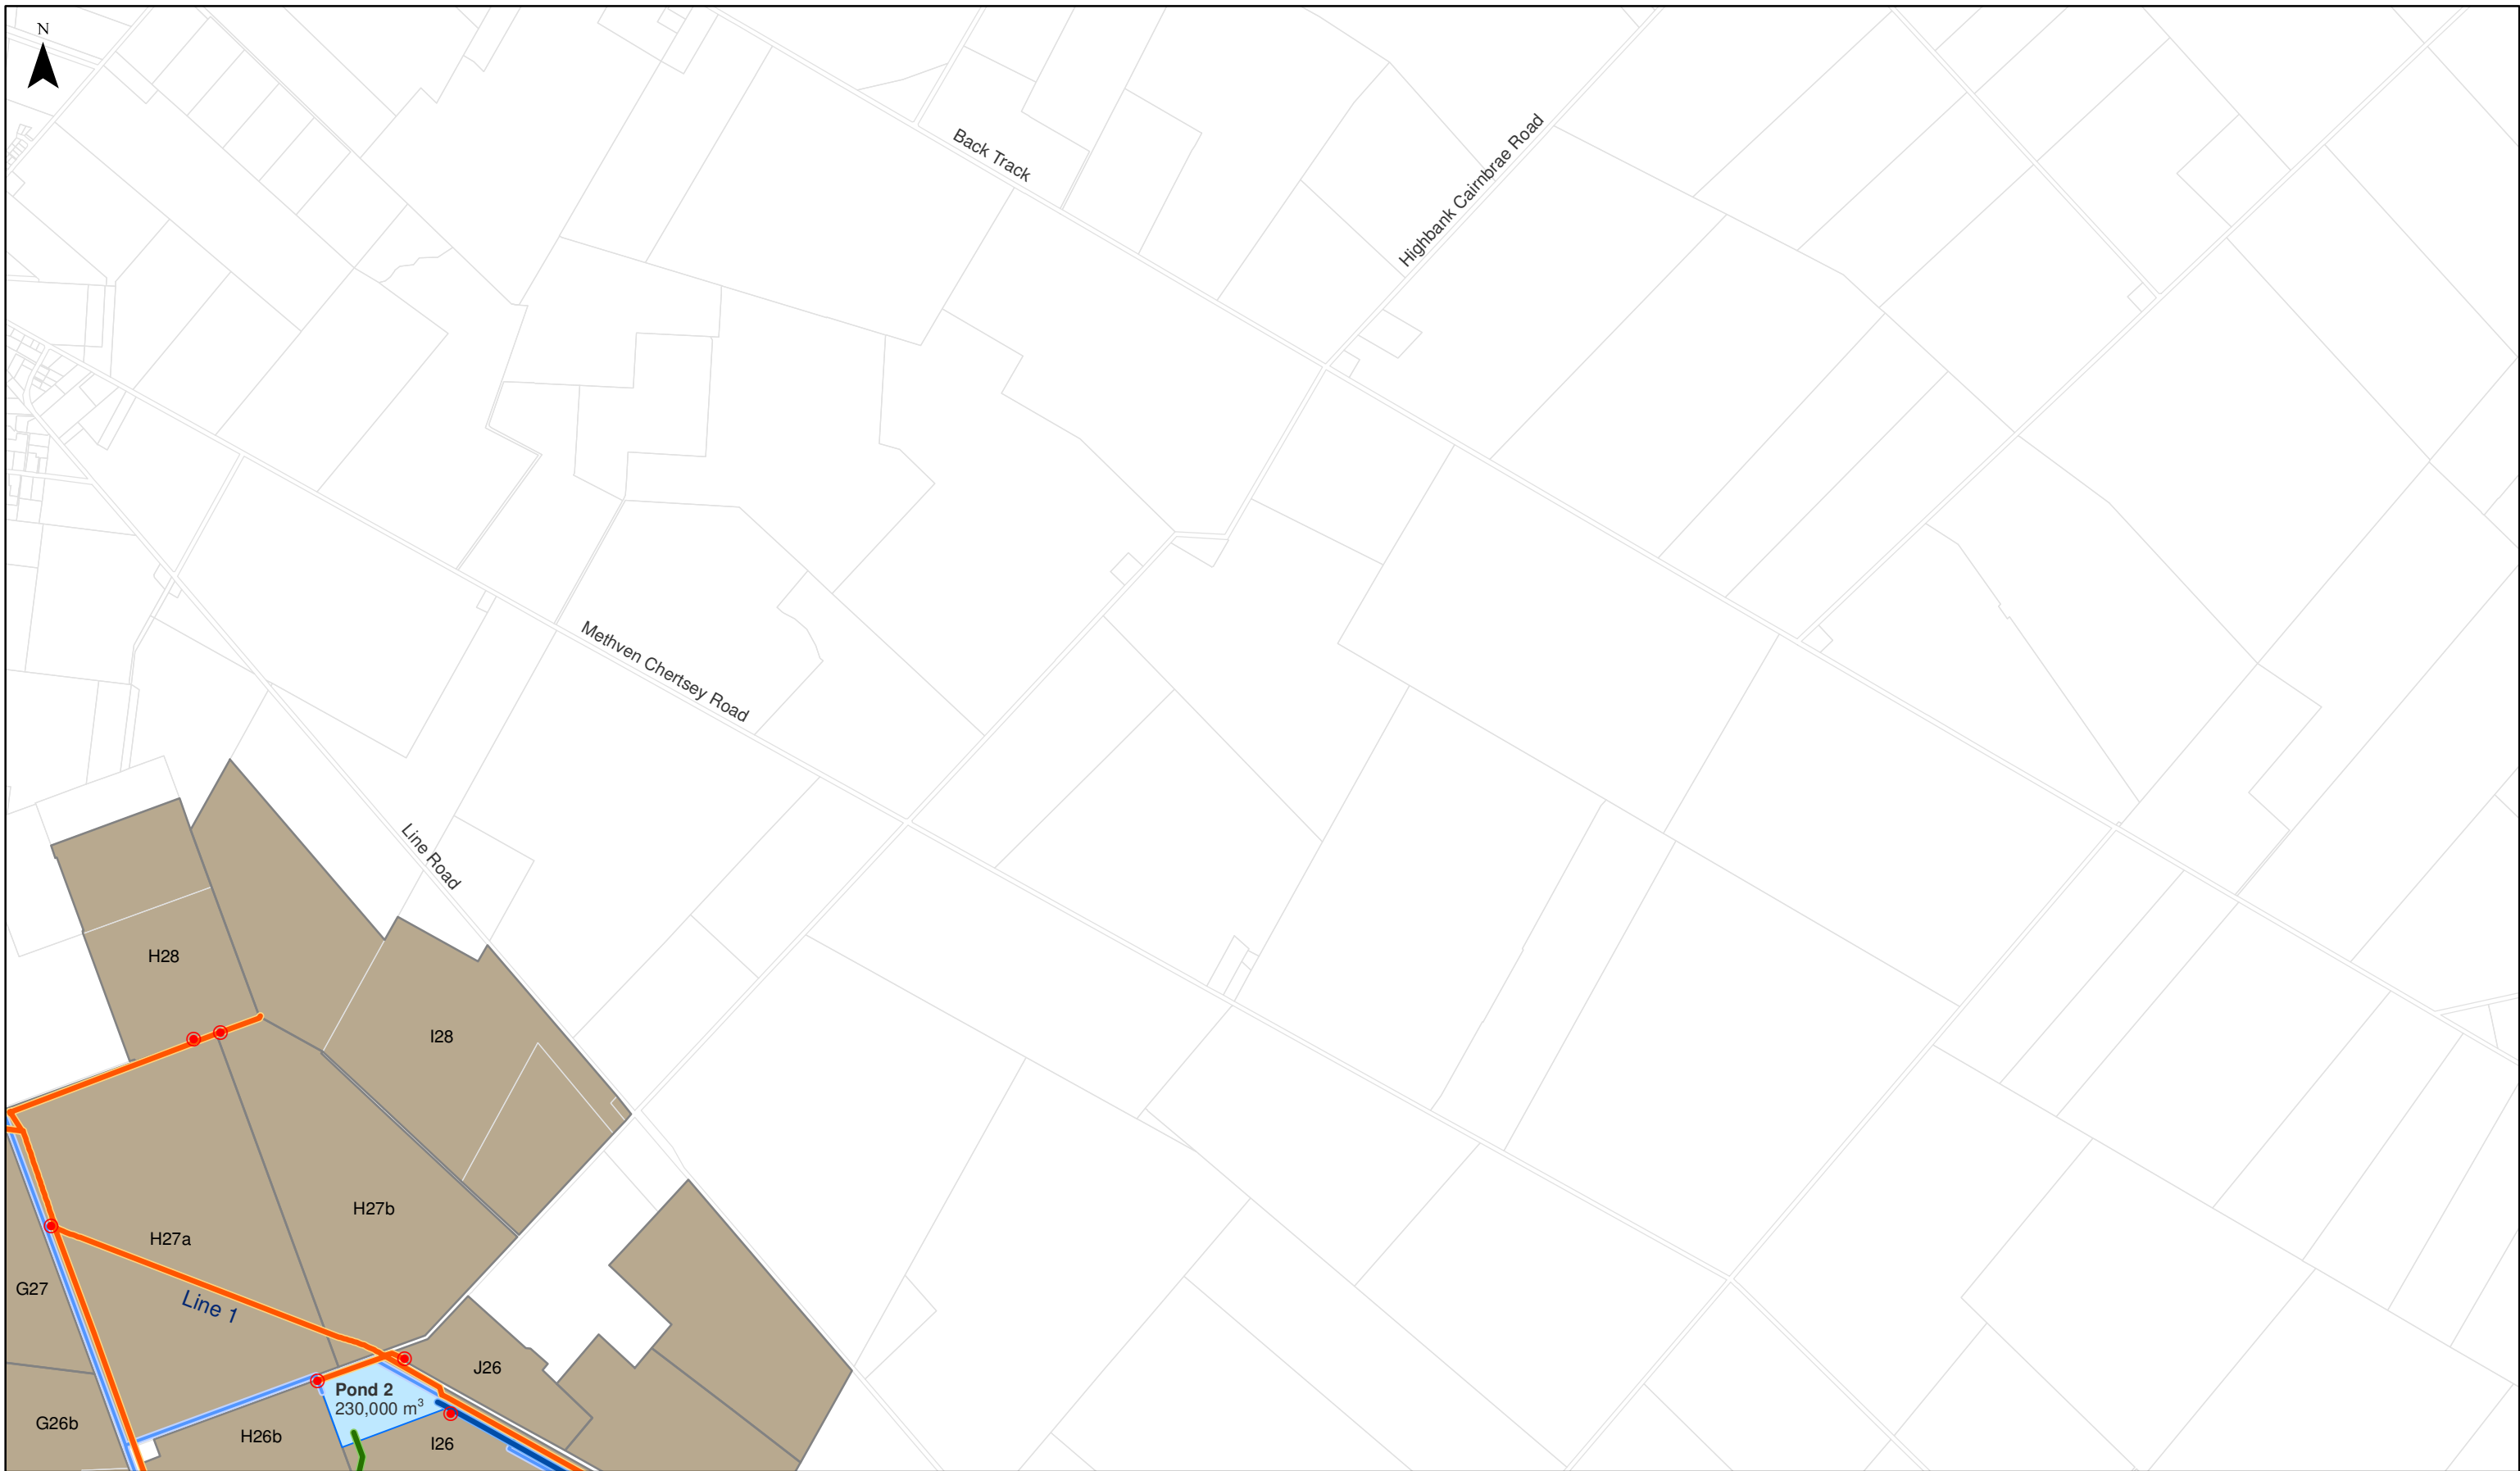 N
Back Track
Highbank Cairnbrae Road
Methven Chertsey Road
Line Road
H28
I28
H27b
H27a
G27
Line 1
J26
Pond 2
230,000 m³
G26b
H26b
I26